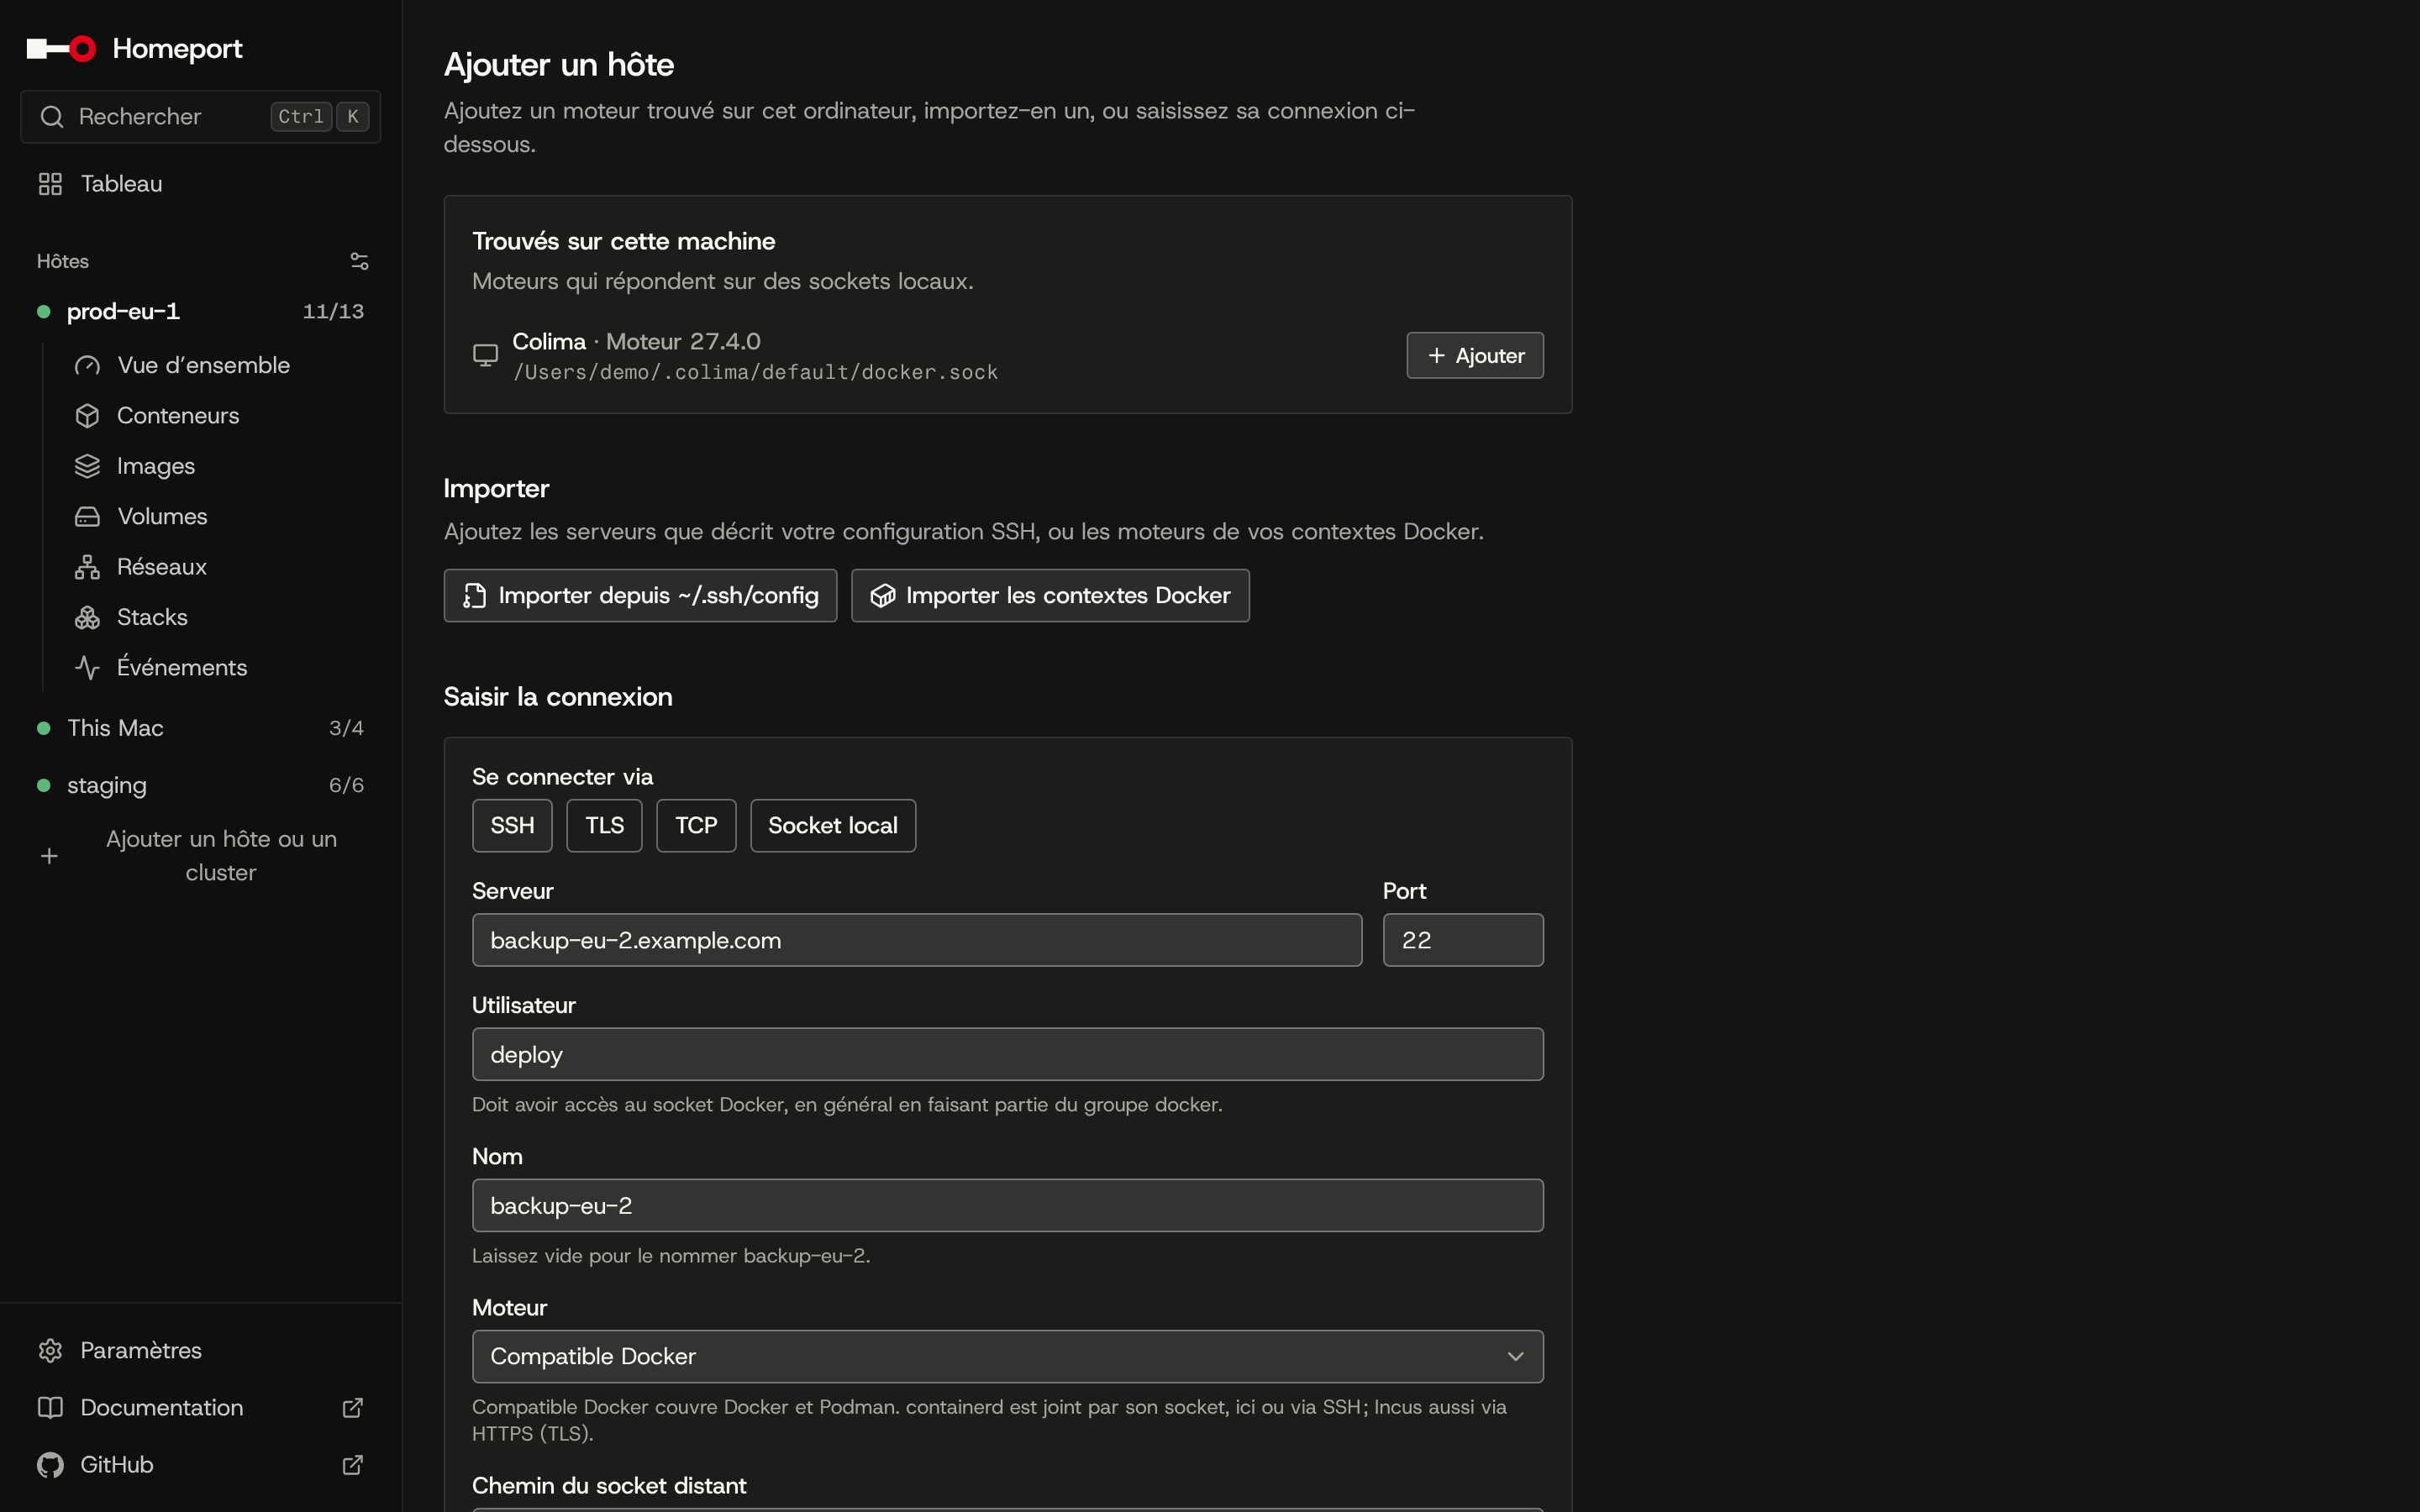 Homeport
Rechercher
Ctrl K
Tableau
Hôtes
prod-eu-1 11/13
Vue d’ensemble
Conteneurs
Images
Volumes
Réseaux
Stacks
Événements
This Mac 3/4
staging 6/6
Ajouter un hôte ou un
cluster
Paramètres
Documentation
GitHub
Ajouter un hôte
Ajoutez un moteur trouvé sur cet ordinateur, importez-en un, ou saisissez sa connexion ci-
dessous.
Trouvés sur cette machine
Moteurs qui répondent sur des sockets locaux.
Colima · Moteur 27.4.0
/Users/demo/.colima/default/docker.sock
Ajouter
Importer
Ajoutez les serveurs que décrit votre configuration SSH, ou les moteurs de vos contextes Docker.
Importer depuis ~/.ssh/config
Importer les contextes Docker
Saisir la connexion
Se connecter via
SSH TLS TCP Socket local
Serveur Port
backup-eu-2.example.com 22
Utilisateur
deploy
Doit avoir accès au socket Docker, en général en faisant partie du groupe docker.
Nom
backup-eu-2
Laissez vide pour le nommer backup-eu-2.
Moteur
Compatible Docker
Compatible Docker couvre Docker et Podman. containerd est joint par son socket, ici ou via SSH ; Incus aussi via
HTTPS (TLS).
Chemin du socket distant